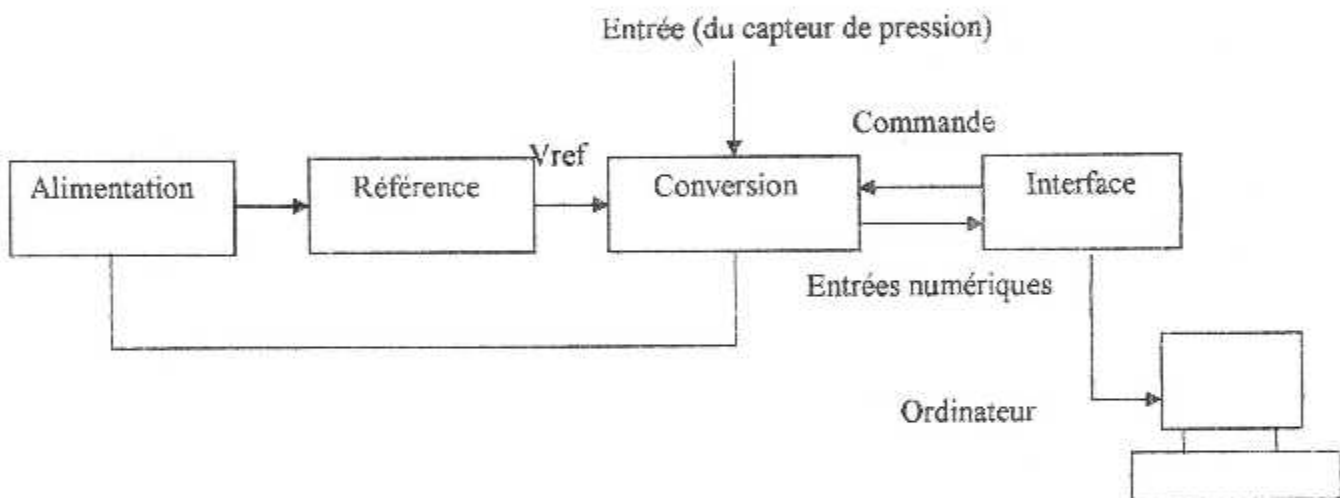 Entrée (du capteur de pression)
Commande
Vref
Alimentation
Référence
Conversion
Interface
Entrées numériques
Ordinateur